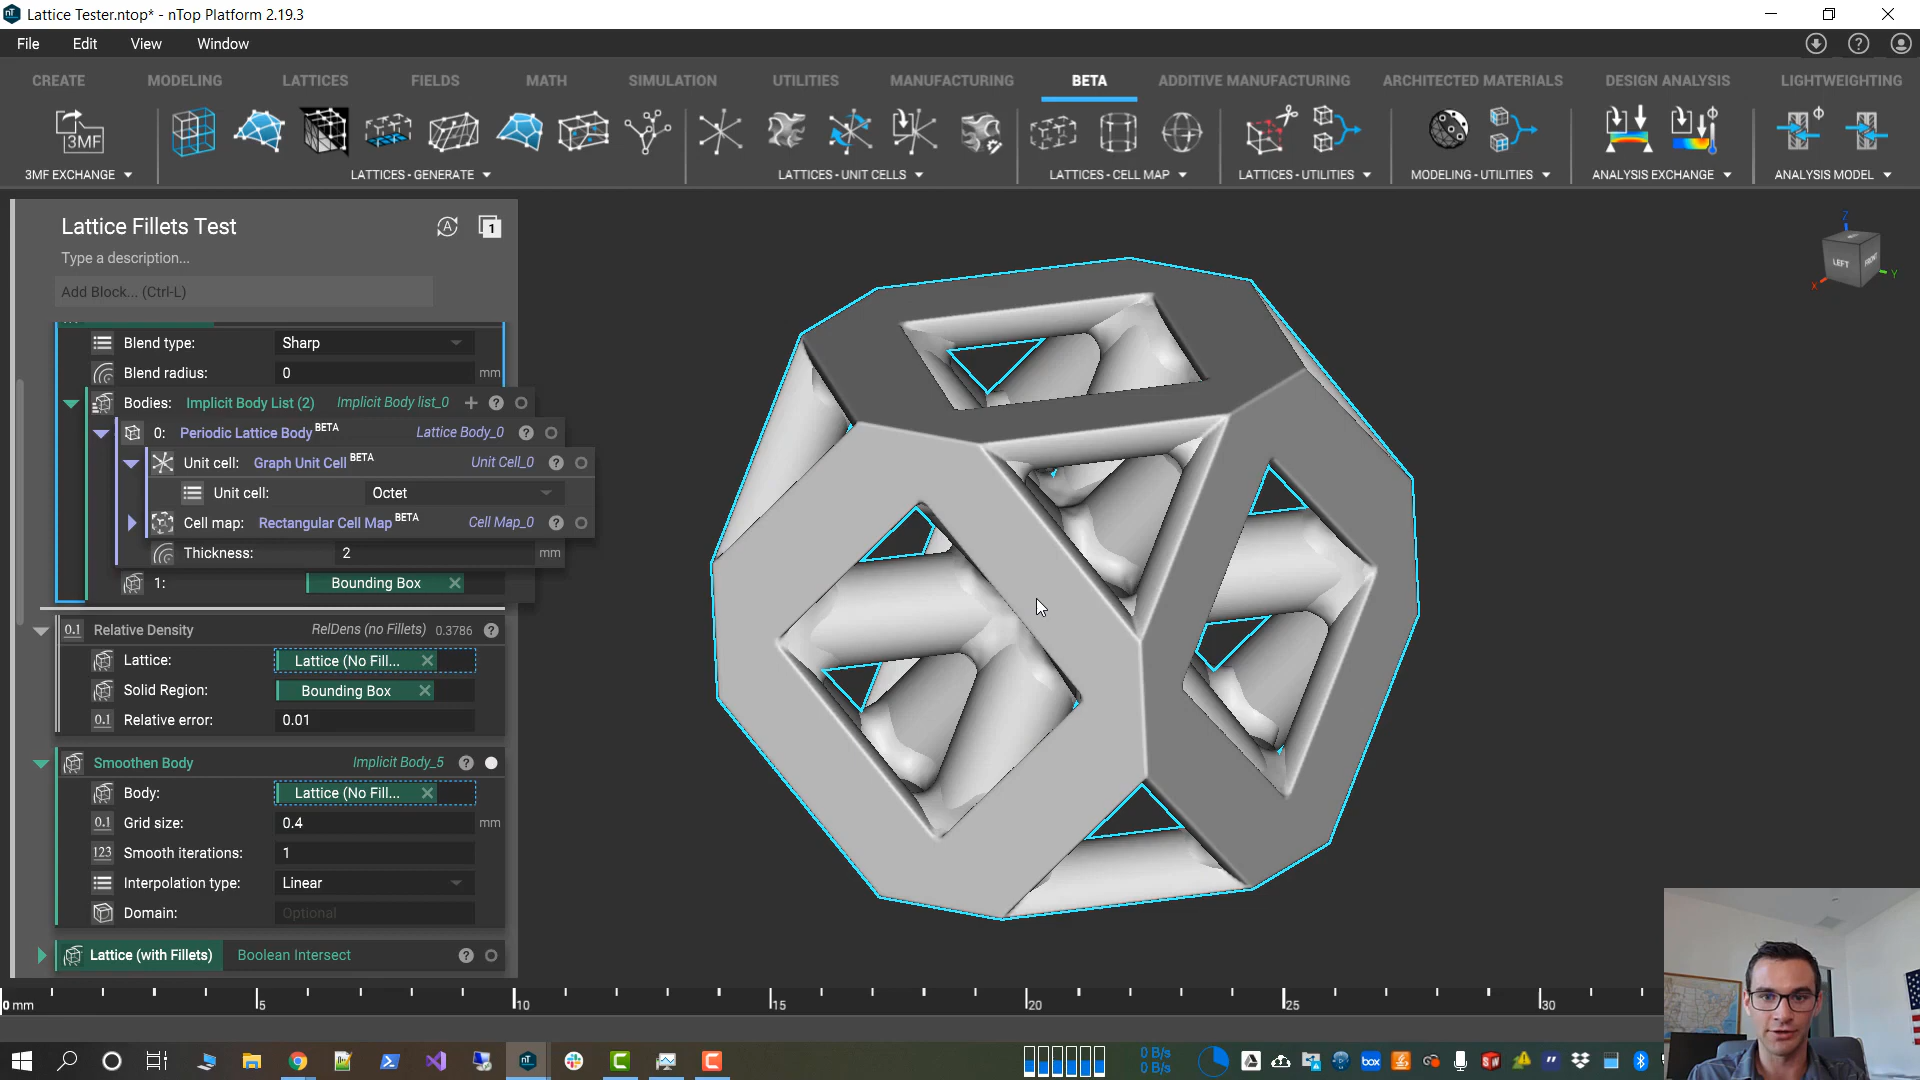 Lattice Tester.ntop* - nTop Platform 2.19.3
File Edit View Window
CREATE MODELING LATTICES FIELDS MATH SIMULATION UTILITIES MANUFACTURING BETA ADDITIVE MANUFACTURING ARCHITECTED MATERIALS DESIGN ANALYSIS LIGHTWEIGHTING
3MF
3MF EXCHANGE LATTICES - GENERATE LATTICES - UNIT CELLS LATTICES - CELL MAP LATTICES - UTILITIES MODELING - UTILITIES ANALYSIS EXCHANGE ANALYSIS MODEL
Lattice Fillets Test
A 1
Type a description...
Add Block... (Ctrl-L)
Blend type: Sharp
Blend radius: 0 mm
Bodies: Implicit Body List (2) Implicit Body list_0
0: Periodic Lattice Body BETA Lattice Body_0
Unit cell: Graph Unit Cell BETA Unit Cell_0
Unit cell: Octet
Cell map: Rectangular Cell Map BETA Cell Map_0
Thickness: 2 mm
1: Bounding Box
0.1 Relative Density RelDens (no Fillets) 0.3786
Lattice: Lattice (No Fill...
Solid Region: Bounding Box
0.1 Relative error: 0.01
Smoothen Body Implicit Body_5
Body: Lattice (No Fill...
0.1 Grid size: 0.4 mm
123 Smooth iterations: 1
Interpolation type: Linear
Domain: Optional
Lattice (with Fillets) Boolean Intersect
Z
LEFT FRONT
X Y
0 mm 5 10 15 20 25 30
nT
0 B/s
0 B/s
box